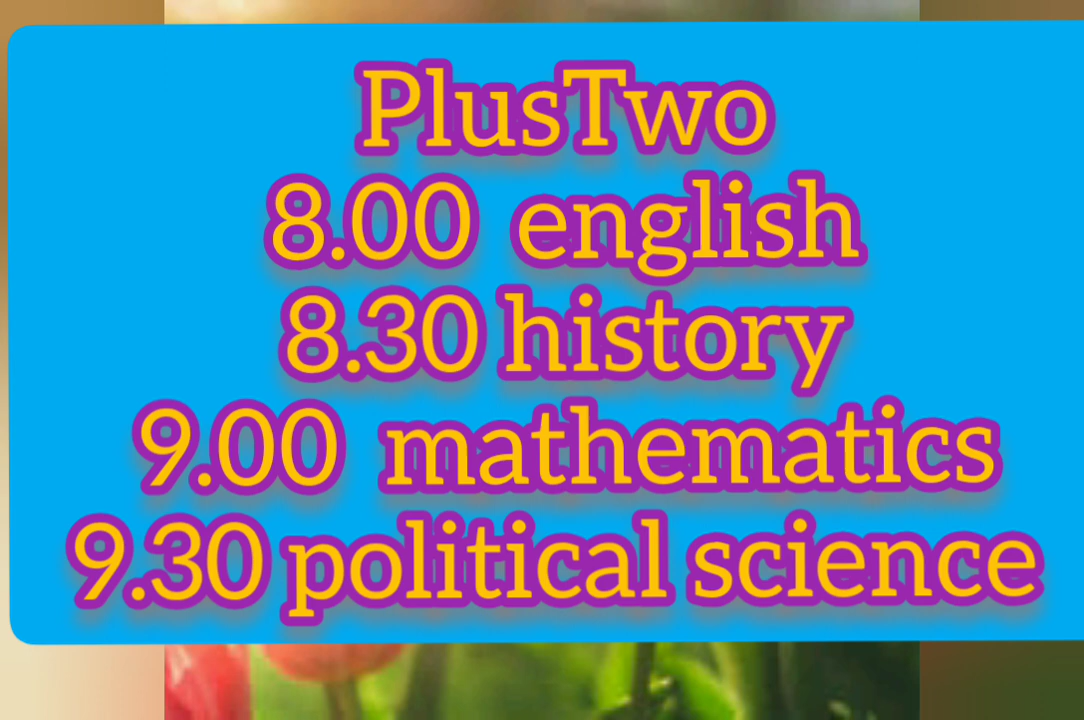 PlusTwo
8.00 english
8.30 history
9.00 mathematics
9.30 political science